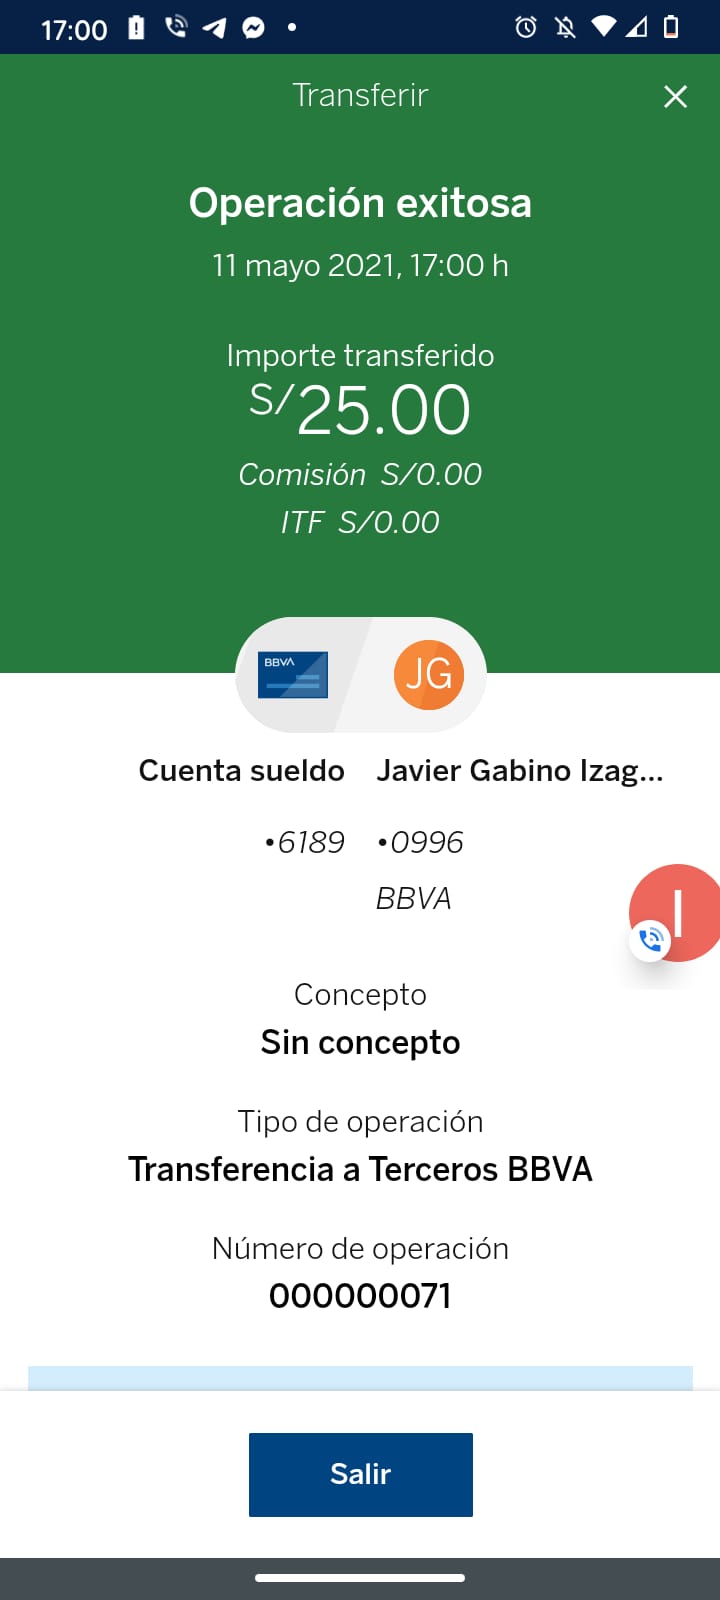 17:00
Transferir
Operación exitosa
11 mayo 2021, 17:00 h
Importe transferido
S/25.00
Comisión S/0.00
ITF S/0.00
BBVA
JG
Cuenta sueldo Javier Gabino Izag...
•6189 •0996
BBVA
I
Concepto
Sin concepto
Tipo de operación
Transferencia a Terceros BBVA
Número de operación
000000071
Salir